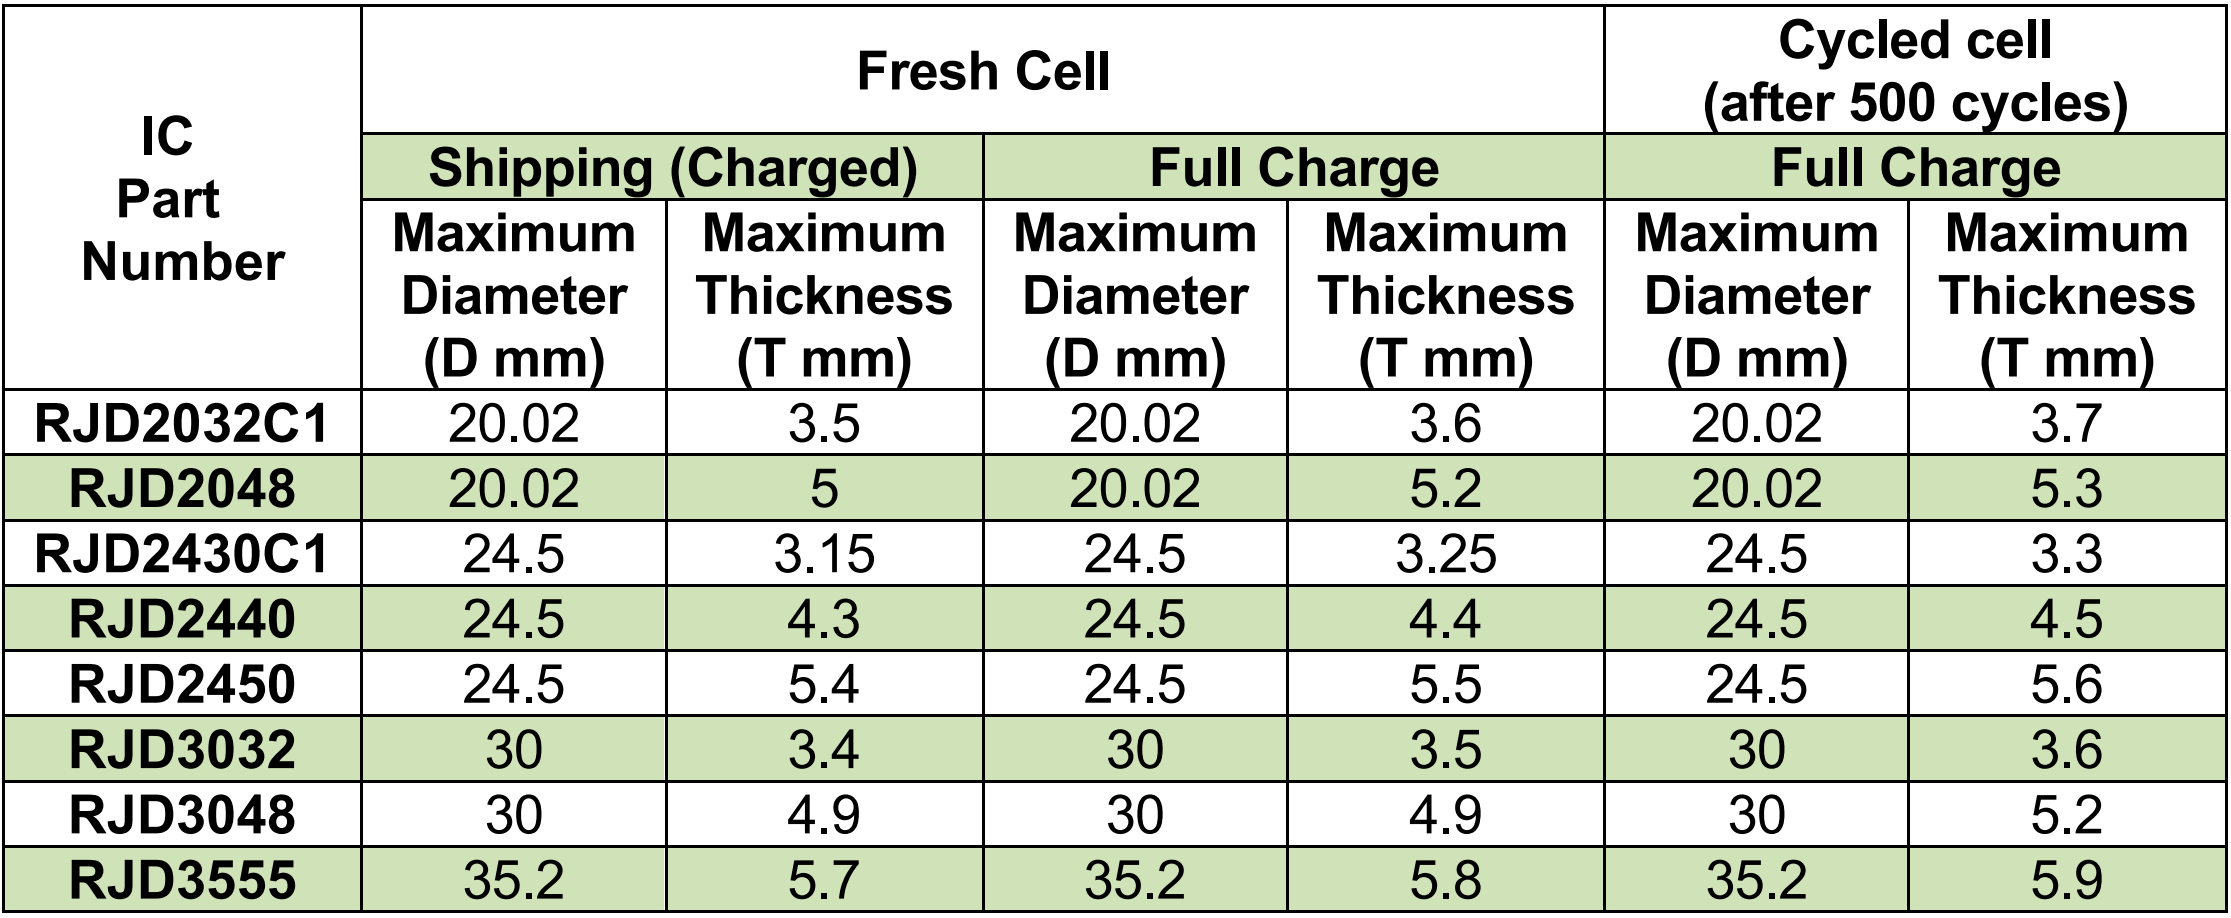 IC
Part
Number
Fresh Cell
Cycled cell
(after 500 cycles)
Shipping (Charged)
Full Charge
Full Charge
Maximum
Diameter
(D mm)
Maximum
Thickness
(T mm)
Maximum
Diameter
(D mm)
Maximum
Thickness
(T mm)
Maximum
Diameter
(D mm)
Maximum
Thickness
(T mm)
RJD2032C1 20.02 3.5 20.02 3.6 20.02 3.7
RJD2048 20.02 5 20.02 5.2 20.02 5.3
RJD2430C1 24.5 3.15 24.5 3.25 24.5 3.3
RJD2440 24.5 4.3 24.5 4.4 24.5 4.5
RJD2450 24.5 5.4 24.5 5.5 24.5 5.6
RJD3032 30 3.4 30 3.5 30 3.6
RJD3048 30 4.9 30 4.9 30 5.2
RJD3555 35.2 5.7 35.2 5.8 35.2 5.9